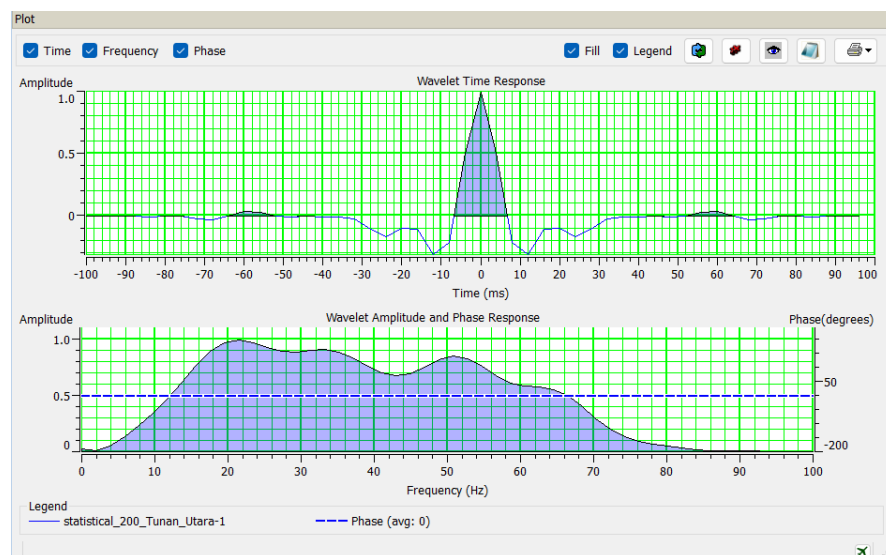 Plot
Time Frequency Phase Fill Legend
Amplitude Wavelet Time Response
1.0
0.5
0
-100 -90 -80 -70 -60 -50 -40 -30 -20 -10 0 10 20 30 40 50 60 70 80 90 100
Time (ms)
Amplitude Wavelet Amplitude and Phase Response Phase(degrees)
1.0
50
0.5
0 -200
0 10 20 30 40 50 60 70 80 90 100
Frequency (Hz)
Legend
statistical_200_Tunan_Utara-1 Phase (avg: 0)